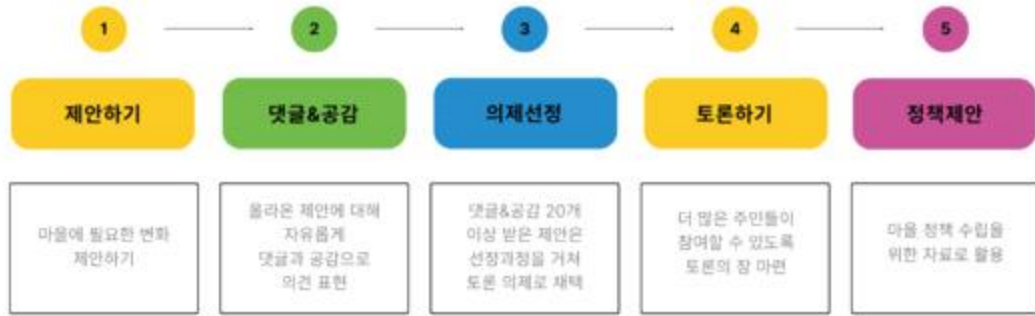 1
2
3
4
5
제안하기
댓글&공감
의제선정
토론하기
정책제안
마을에 필요한 변화
제안하기
올라온 제안에 대해
자유롭게
댓글과 공감으로
의견 표현
댓글&공감 20개
이상 받은 제안은
선정과정을 거쳐
토론 의제로 채택
더 많은 주민들이
참여할 수 있도록
토론의 장 마련
마을 정책 수립을
위한 자료로 활용